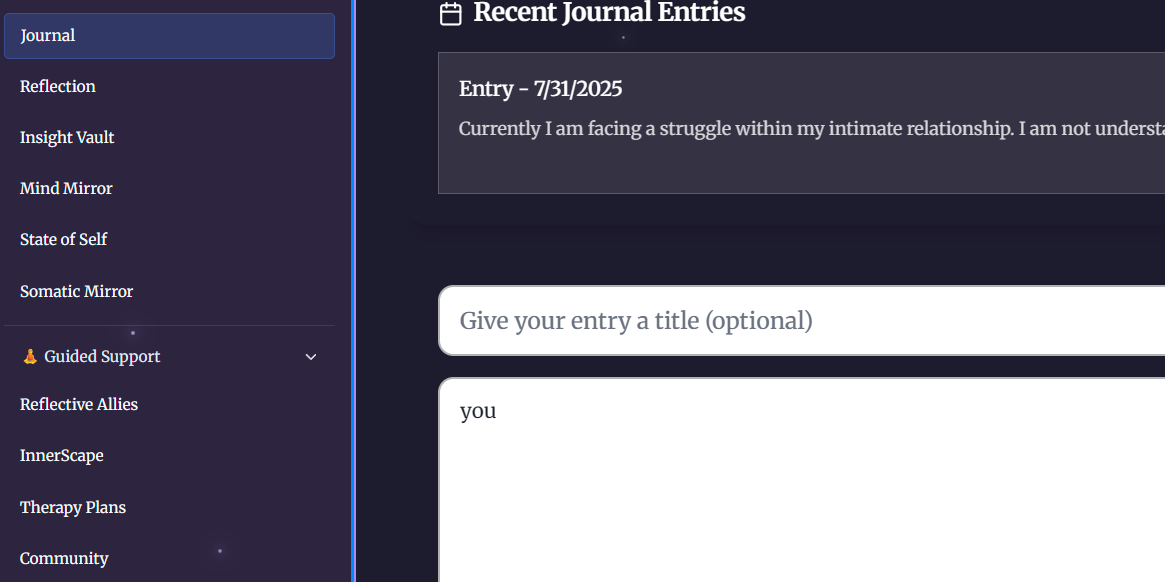 Journal
Reflection
Insight Vault
Mind Mirror
State of Self
Somatic Mirror
Guided Support
Reflective Allies
InnerScape
Therapy Plans
Community
Recent Journal Entries
Entry - 7/31/2025
Currently I am facing a struggle within my intimate relationship. I am not understa
Give your entry a title (optional)
you